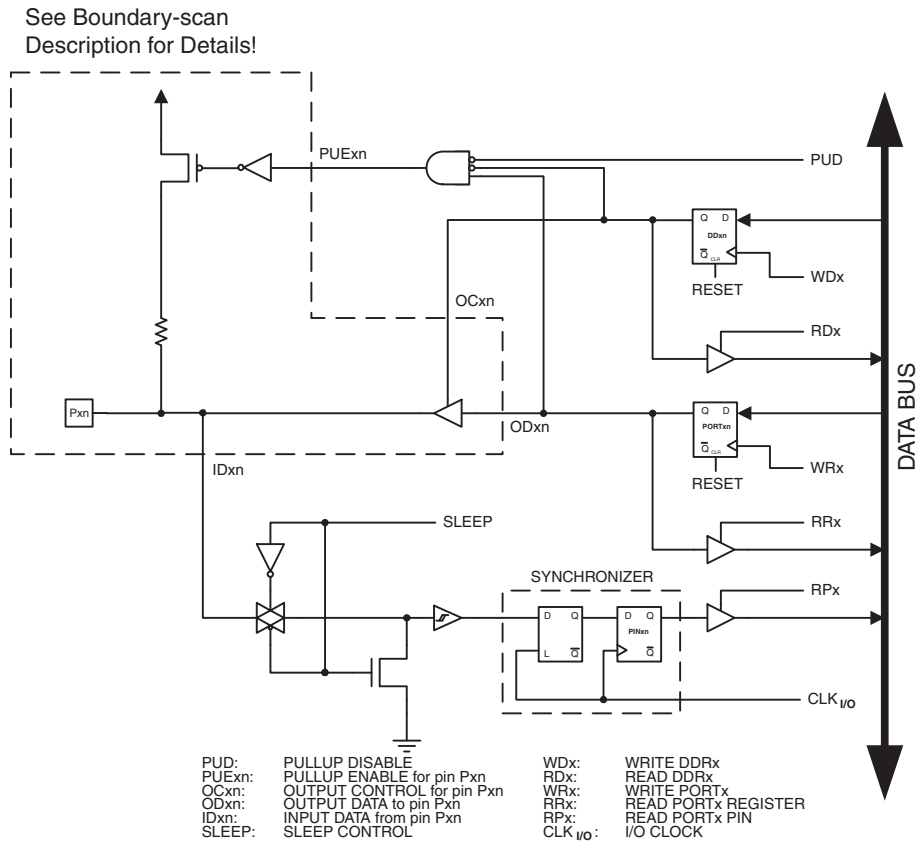 See Boundary-scan
Description for Details!
PUD
PUExn
Q D
DDxn
Q CLR
WDx
RESET
OCxn
RDx
DATA BUS
Pxn
Q D
ODxn
PORTxn
Q CLR
IDxn
WRx
RESET
SLEEP
RRx
SYNCHRONIZER
RPx
D Q
D Q
PINxn
L Q
Q
CLK I/O
PUD: PULLUP DISABLE
PUExn: PULLUP ENABLE for pin Pxn
OCxn: OUTPUT CONTROL for pin Pxn
ODxn: OUTPUT DATA to pin Pxn
IDxn: INPUT DATA from pin Pxn
SLEEP: SLEEP CONTROL
WDx: WRITE DDRx
RDx: READ DDRx
WRx: WRITE PORTx
RRx: READ PORTx REGISTER
RPx: READ PORTx PIN
CLK I/O: I/O CLOCK